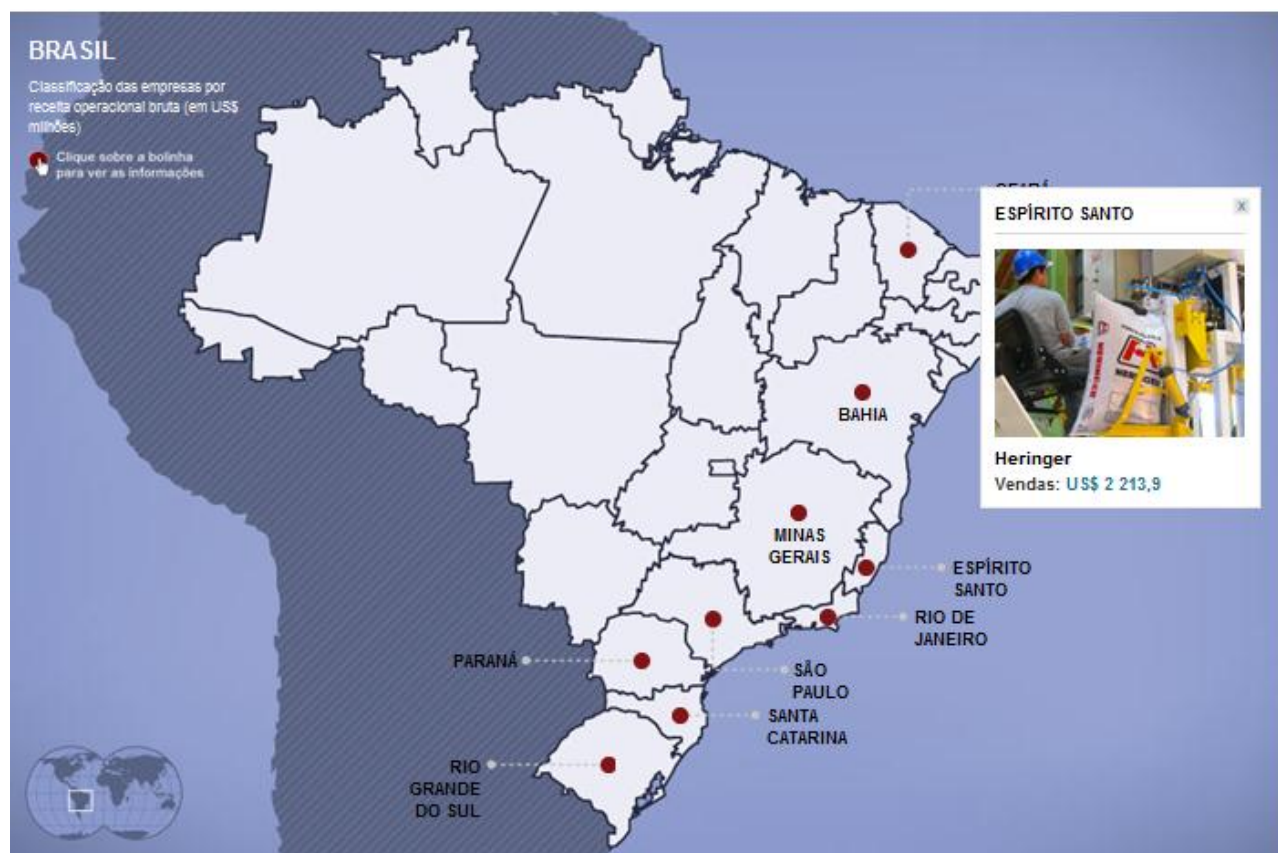 BRASIL
Classificação das empresas por
receita operacional bruta (em US$
milhões)
Clique sobre a bolinha
para ver as informações
ESPÍRITO SANTO
x
HERINGER
HERINGER
Heringer
Vendas: US$ 2 213,9
BAHIA
MINAS
GERAIS
ESPÍRITO
SANTO
RIO DE
JANEIRO
PARANÁ
SÃO
PAULO
SANTA
CATARINA
RIO
GRANDE
DO SUL